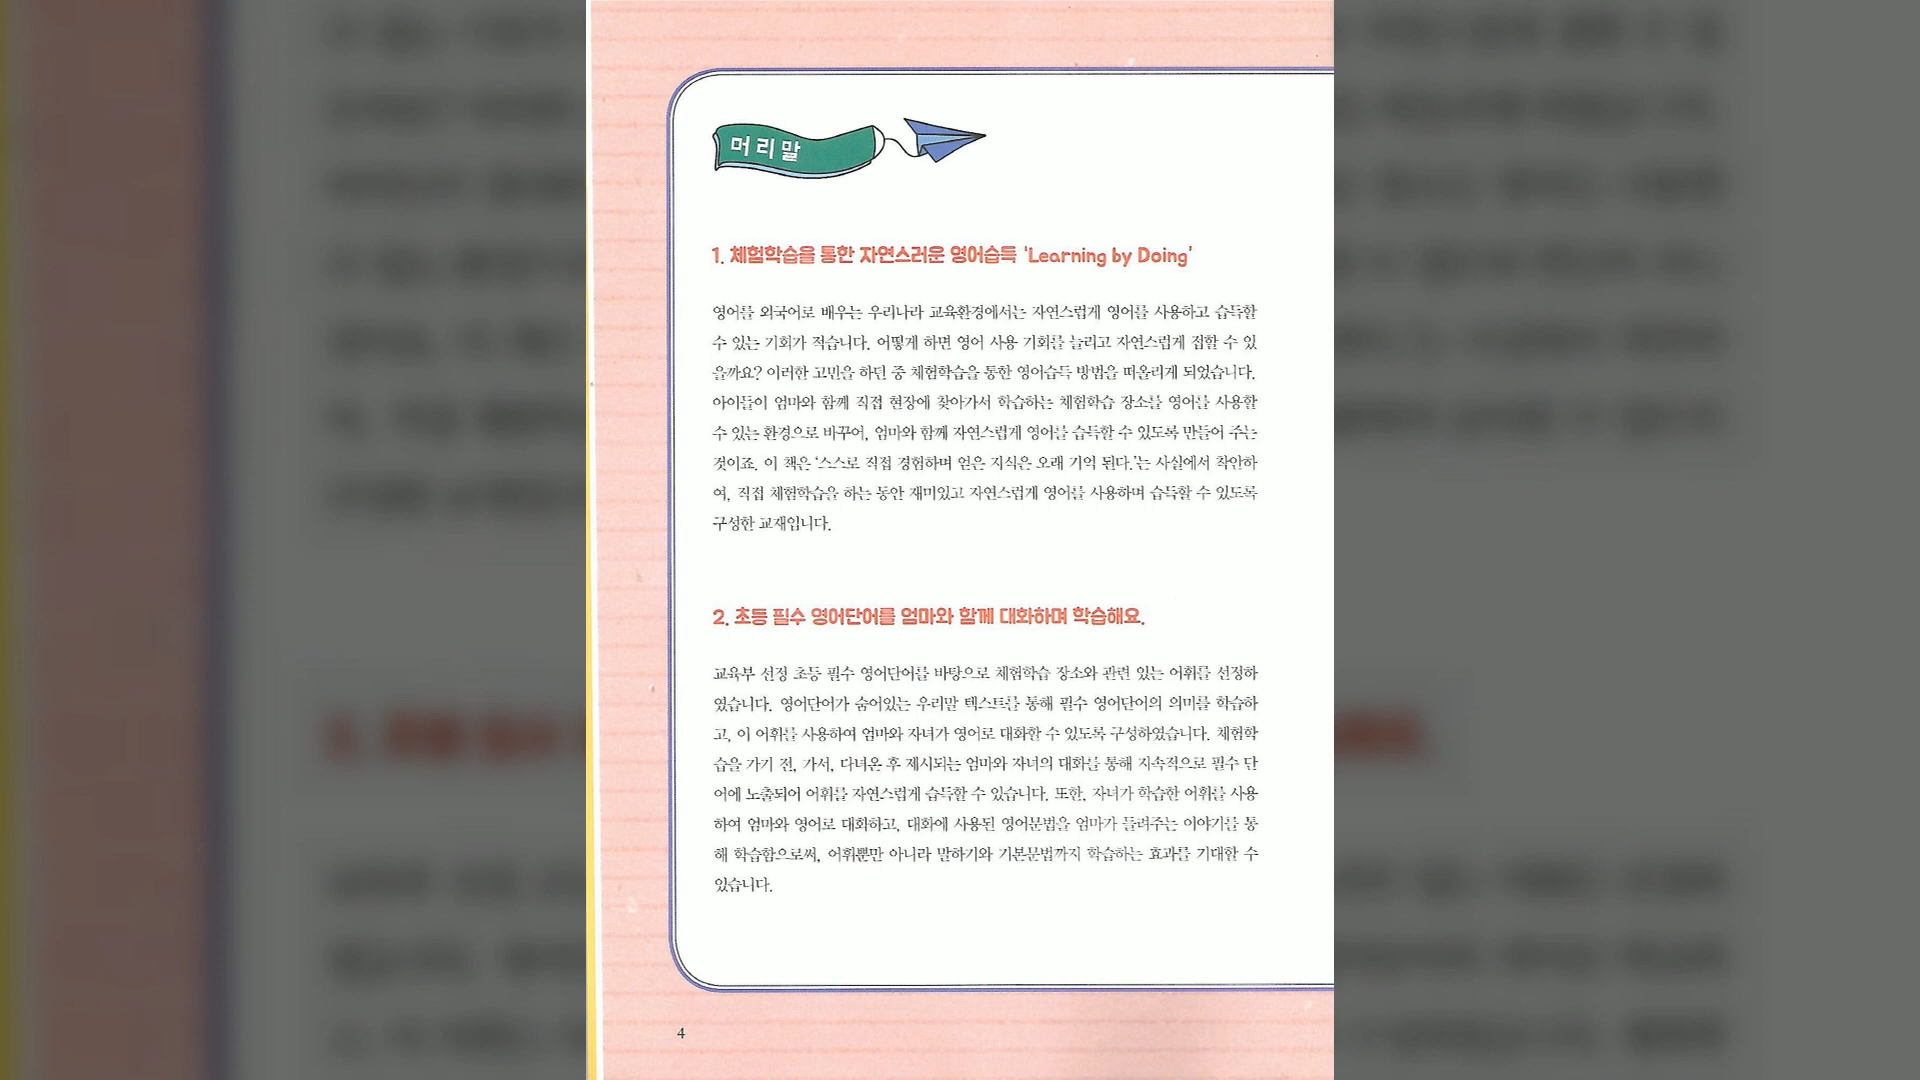 머리말
1. 체험학습을 통한 자연스러운 영어습득 'Learning by Doing'
영어를 외국어로 배우는 우리나라 교육환경에서는 자연스럽게 영어를 사용하고 습득할
수 있는 기회가 적습니다. 어떻게 하면 영어 사용 기회를 늘리고 자연스럽게 접할 수 있
을까요? 이러한 고민을 하던 중 체험학습을 통한 영어습득 방법을 떠올리게 되었습니다.
아이들이 엄마와 함께 직접 현장에 찾아가서 학습하는 체험학습 장소를 영어를 사용할
수 있는 환경으로 바꾸어, 엄마와 함께 자연스럽게 영어를 습득할 수 있도록 만들어 주는
것이죠. 이 책은 '스스로 직접 경험하며 얻은 지식은 오래 기억 된다.'는 사실에서 착안하
여, 직접 체험학습을 하는 동안 재미있고 자연스럽게 영어를 사용하며 습득할 수 있도록
구성한 교재입니다.
2. 초등 필수 영어단어를 엄마와 함께 대화하며 학습해요.
교육부 선정 초등 필수 영어단어를 바탕으로 체험학습 장소와 관련 있는 어휘를 선정하
였습니다. 영어단어가 숨어있는 우리말 텍스트를 통해 필수 영어단어의 의미를 학습하
고, 이 어휘를 사용하여 엄마와 자녀가 영어로 대화할 수 있도록 구성하였습니다. 체험학
습을 가기 전, 가서, 다녀온 후 제시되는 엄마와 자녀의 대화를 통해 지속적으로 필수 단
어에 노출되어 어휘를 자연스럽게 습득할 수 있습니다. 또한, 자녀가 학습한 어휘를 사용
하여 엄마와 영어로 대회하고, 대화에 사용된 영어문법을 엄마가 들려주는 이야기를 통
해 학습함으로써, 어휘뿐만 아니라 말하기와 기본문법까지 학습하는 효과를 기대할 수
있습니다.
4